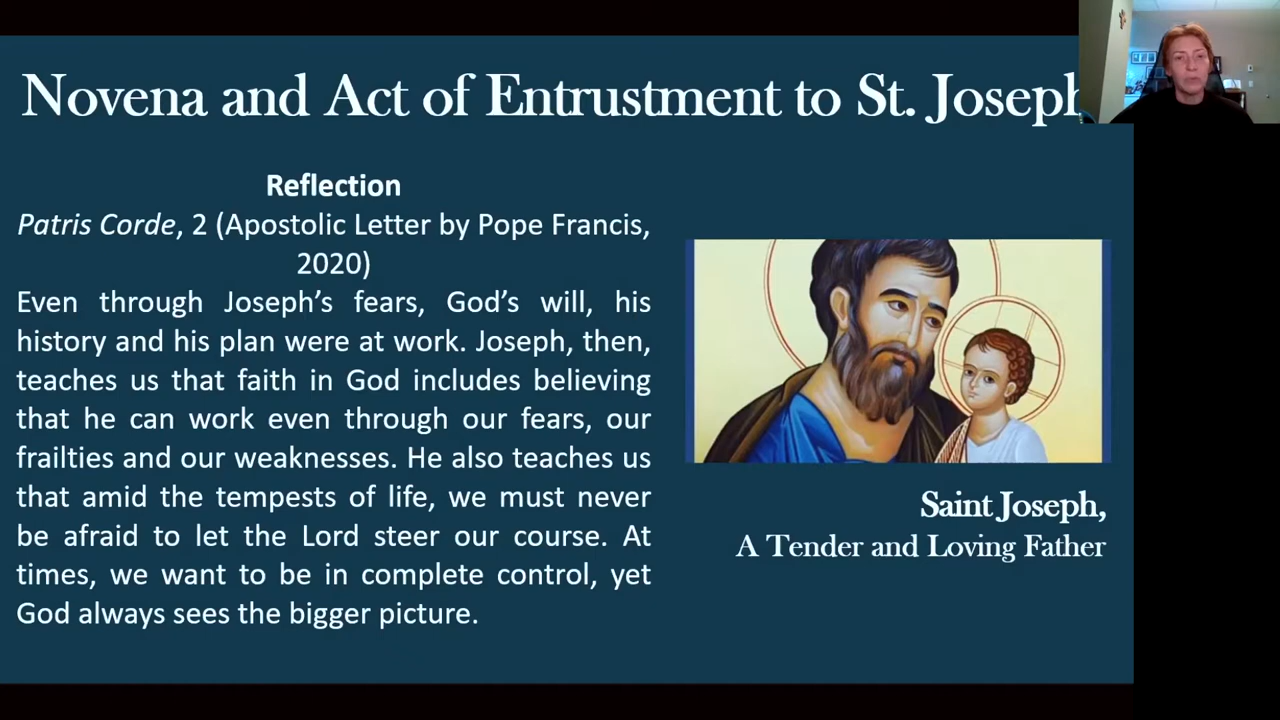 Novena and Act of Entrustment to St. Joseph
Reflection
Patris Corde, 2 (Apostolic Letter by Pope Francis,
2020)
Even through Joseph’s fears, God’s will, his
history and his plan were at work. Joseph, then,
teaches us that faith in God includes believing
that he can work even through our fears, our
frailties and our weaknesses. He also teaches us
that amid the tempests of life, we must never
be afraid to let the Lord steer our course. At
times, we want to be in complete control, yet
God always sees the bigger picture.
Saint Joseph,
A Tender and Loving Father